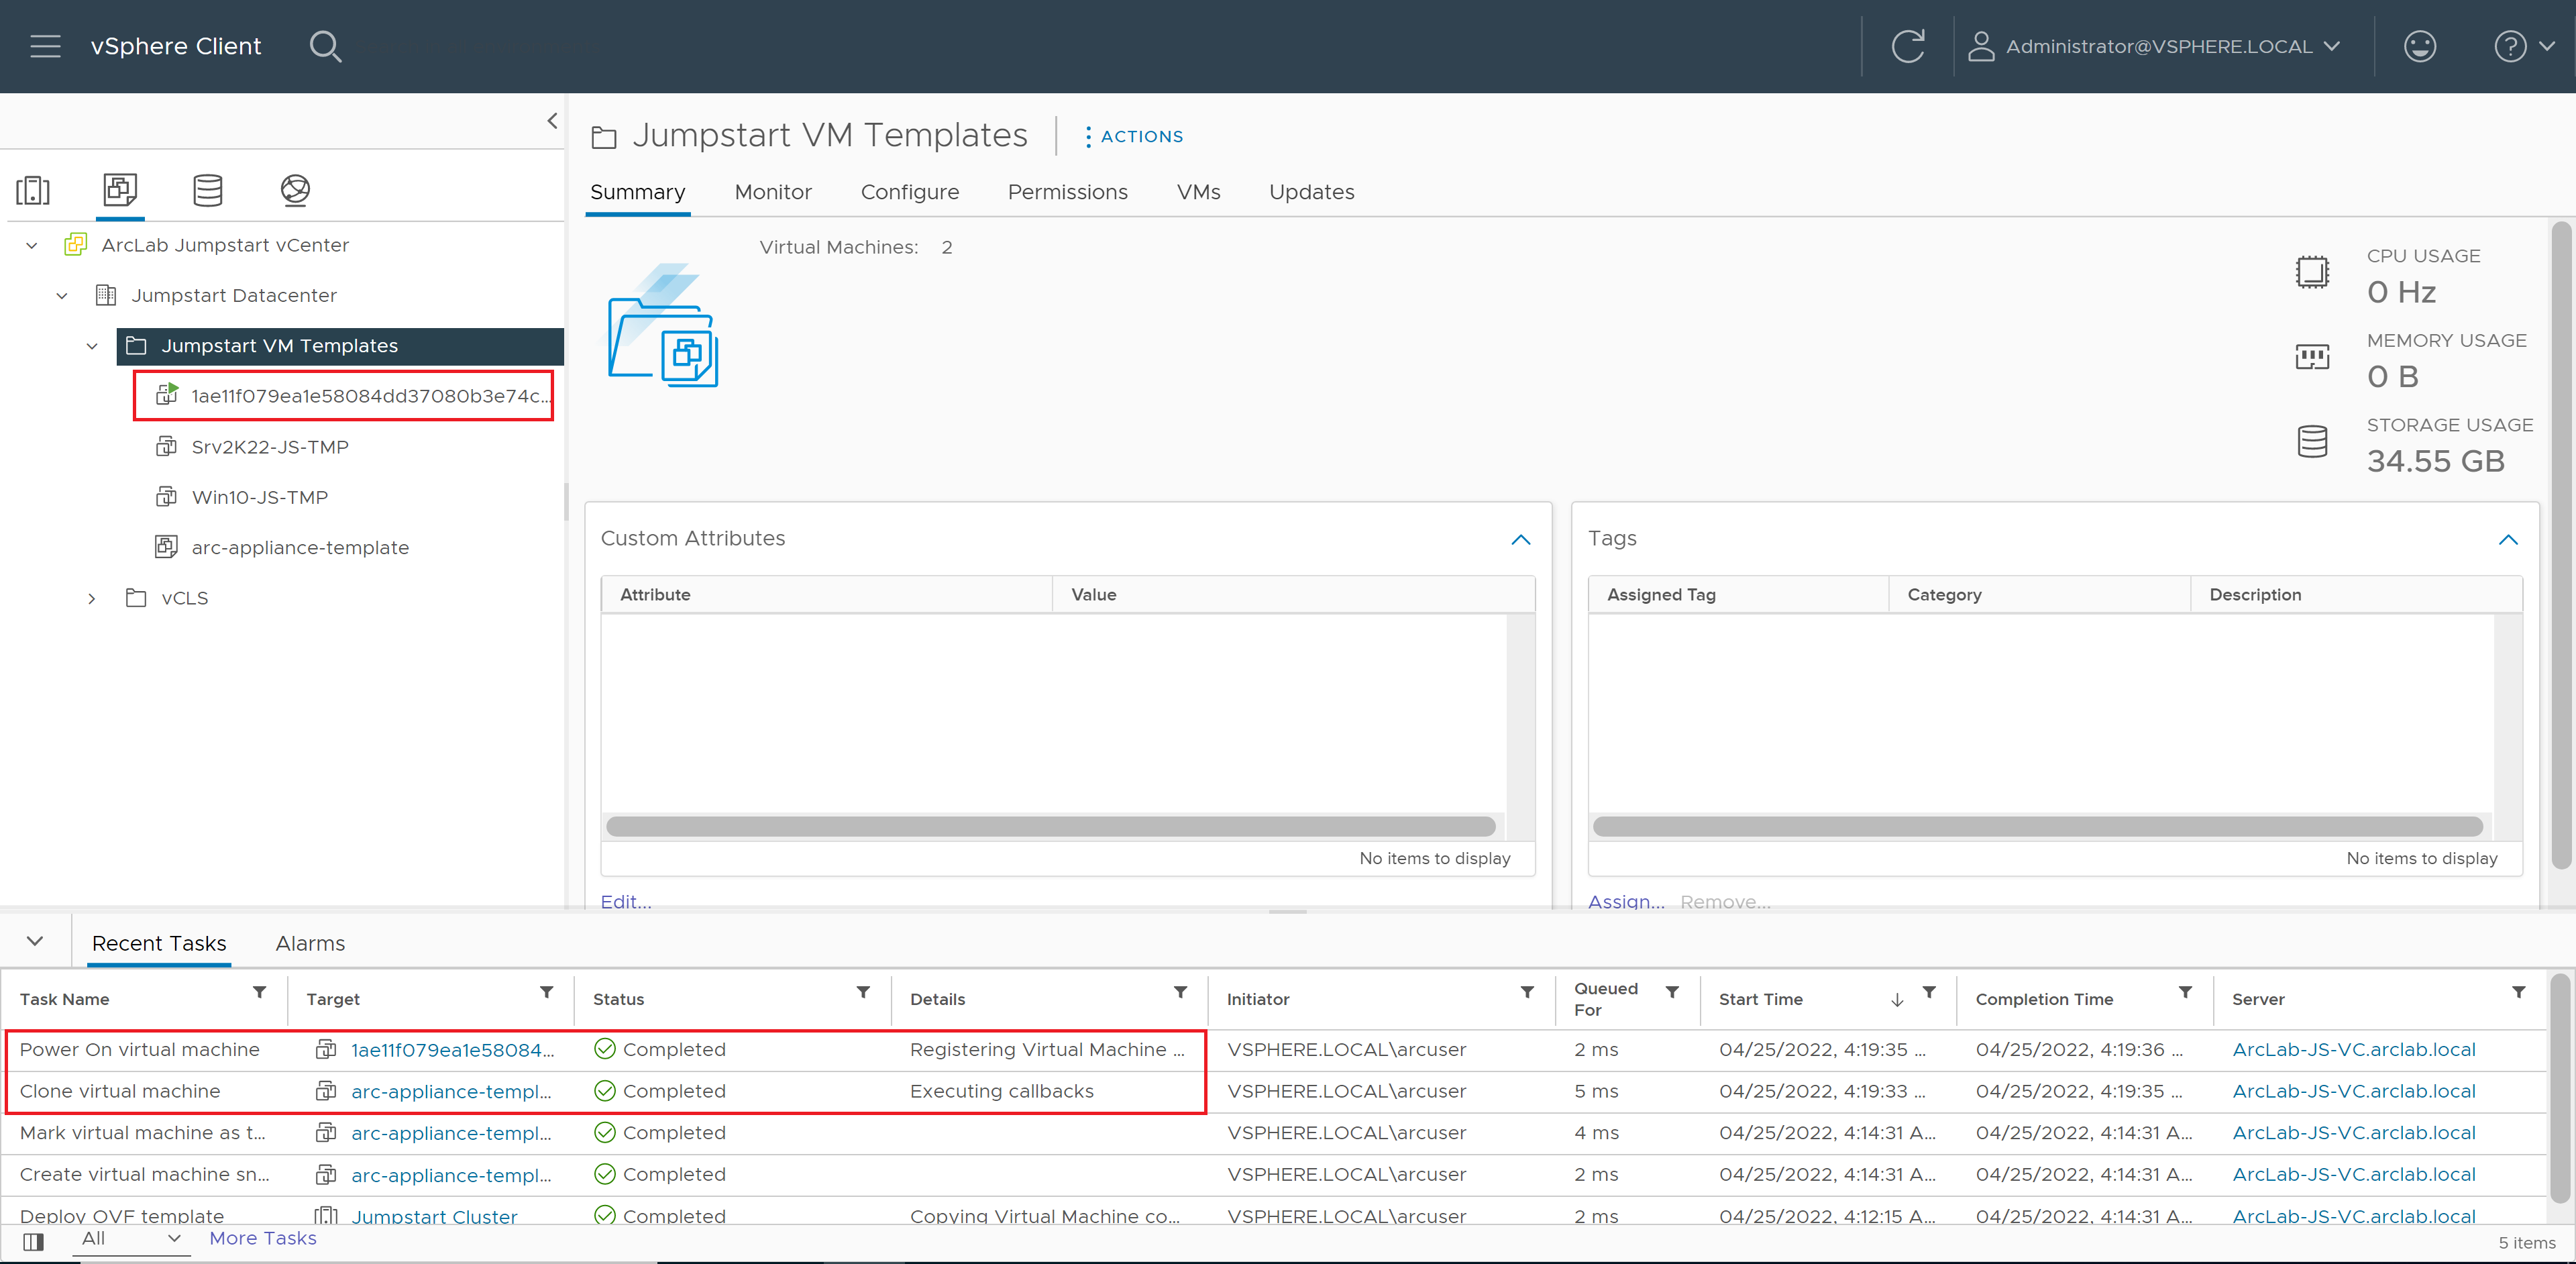 vSphere Client
Administrator@VSPHERE.LOCAL
Jumpstart VM Templates
ACTIONS
Summary Monitor Configure Permissions VMs Updates
ArcLab Jumpstart vCenter
Jumpstart Datacenter
Jumpstart VM Templates
1ae11f079ea1e58084dd37080b3e74c...
Srv2K22-JS-TMP
Win10-JS-TMP
arc-appliance-template
vCLS
Virtual Machines: 2
CPU USAGE
0 Hz
MEMORY USAGE
0 B
STORAGE USAGE
34.55 GB
Custom Attributes
Attribute Value
No items to display
Edit...
Tags
Assigned Tag Category Description
No items to display
Assign... Remove...
Recent Tasks Alarms
Task Name Target Status Details Initiator Queued For Start Time Completion Time Server
Power On virtual machine 1ae11f079ea1e58084... Completed Registering Virtual Machine ... VSPHERE.LOCAL\arcuser 2 ms 04/25/2022, 4:19:35 ... 04/25/2022, 4:19:36 ... ArcLab-JS-VC.arclab.local
Clone virtual machine arc-appliance-templ... Completed Executing callbacks VSPHERE.LOCAL\arcuser 5 ms 04/25/2022, 4:19:33 ... 04/25/2022, 4:19:35 ... ArcLab-JS-VC.arclab.local
Mark virtual machine as t... arc-appliance-templ... Completed VSPHERE.LOCAL\arcuser 4 ms 04/25/2022, 4:14:31 A... 04/25/2022, 4:14:31 A... ArcLab-JS-VC.arclab.local
Create virtual machine sn... arc-appliance-templ... Completed VSPHERE.LOCAL\arcuser 2 ms 04/25/2022, 4:14:31 A... 04/25/2022, 4:14:31 A... ArcLab-JS-VC.arclab.local
Deploy OVF template Jumpstart Cluster Completed Copying Virtual Machine co... VSPHERE.LOCAL\arcuser 2 ms 04/25/2022, 4:12:15 A... 04/25/2022, 4:14:31 A... ArcLab-JS-VC.arclab.local
All More Tasks 5 items